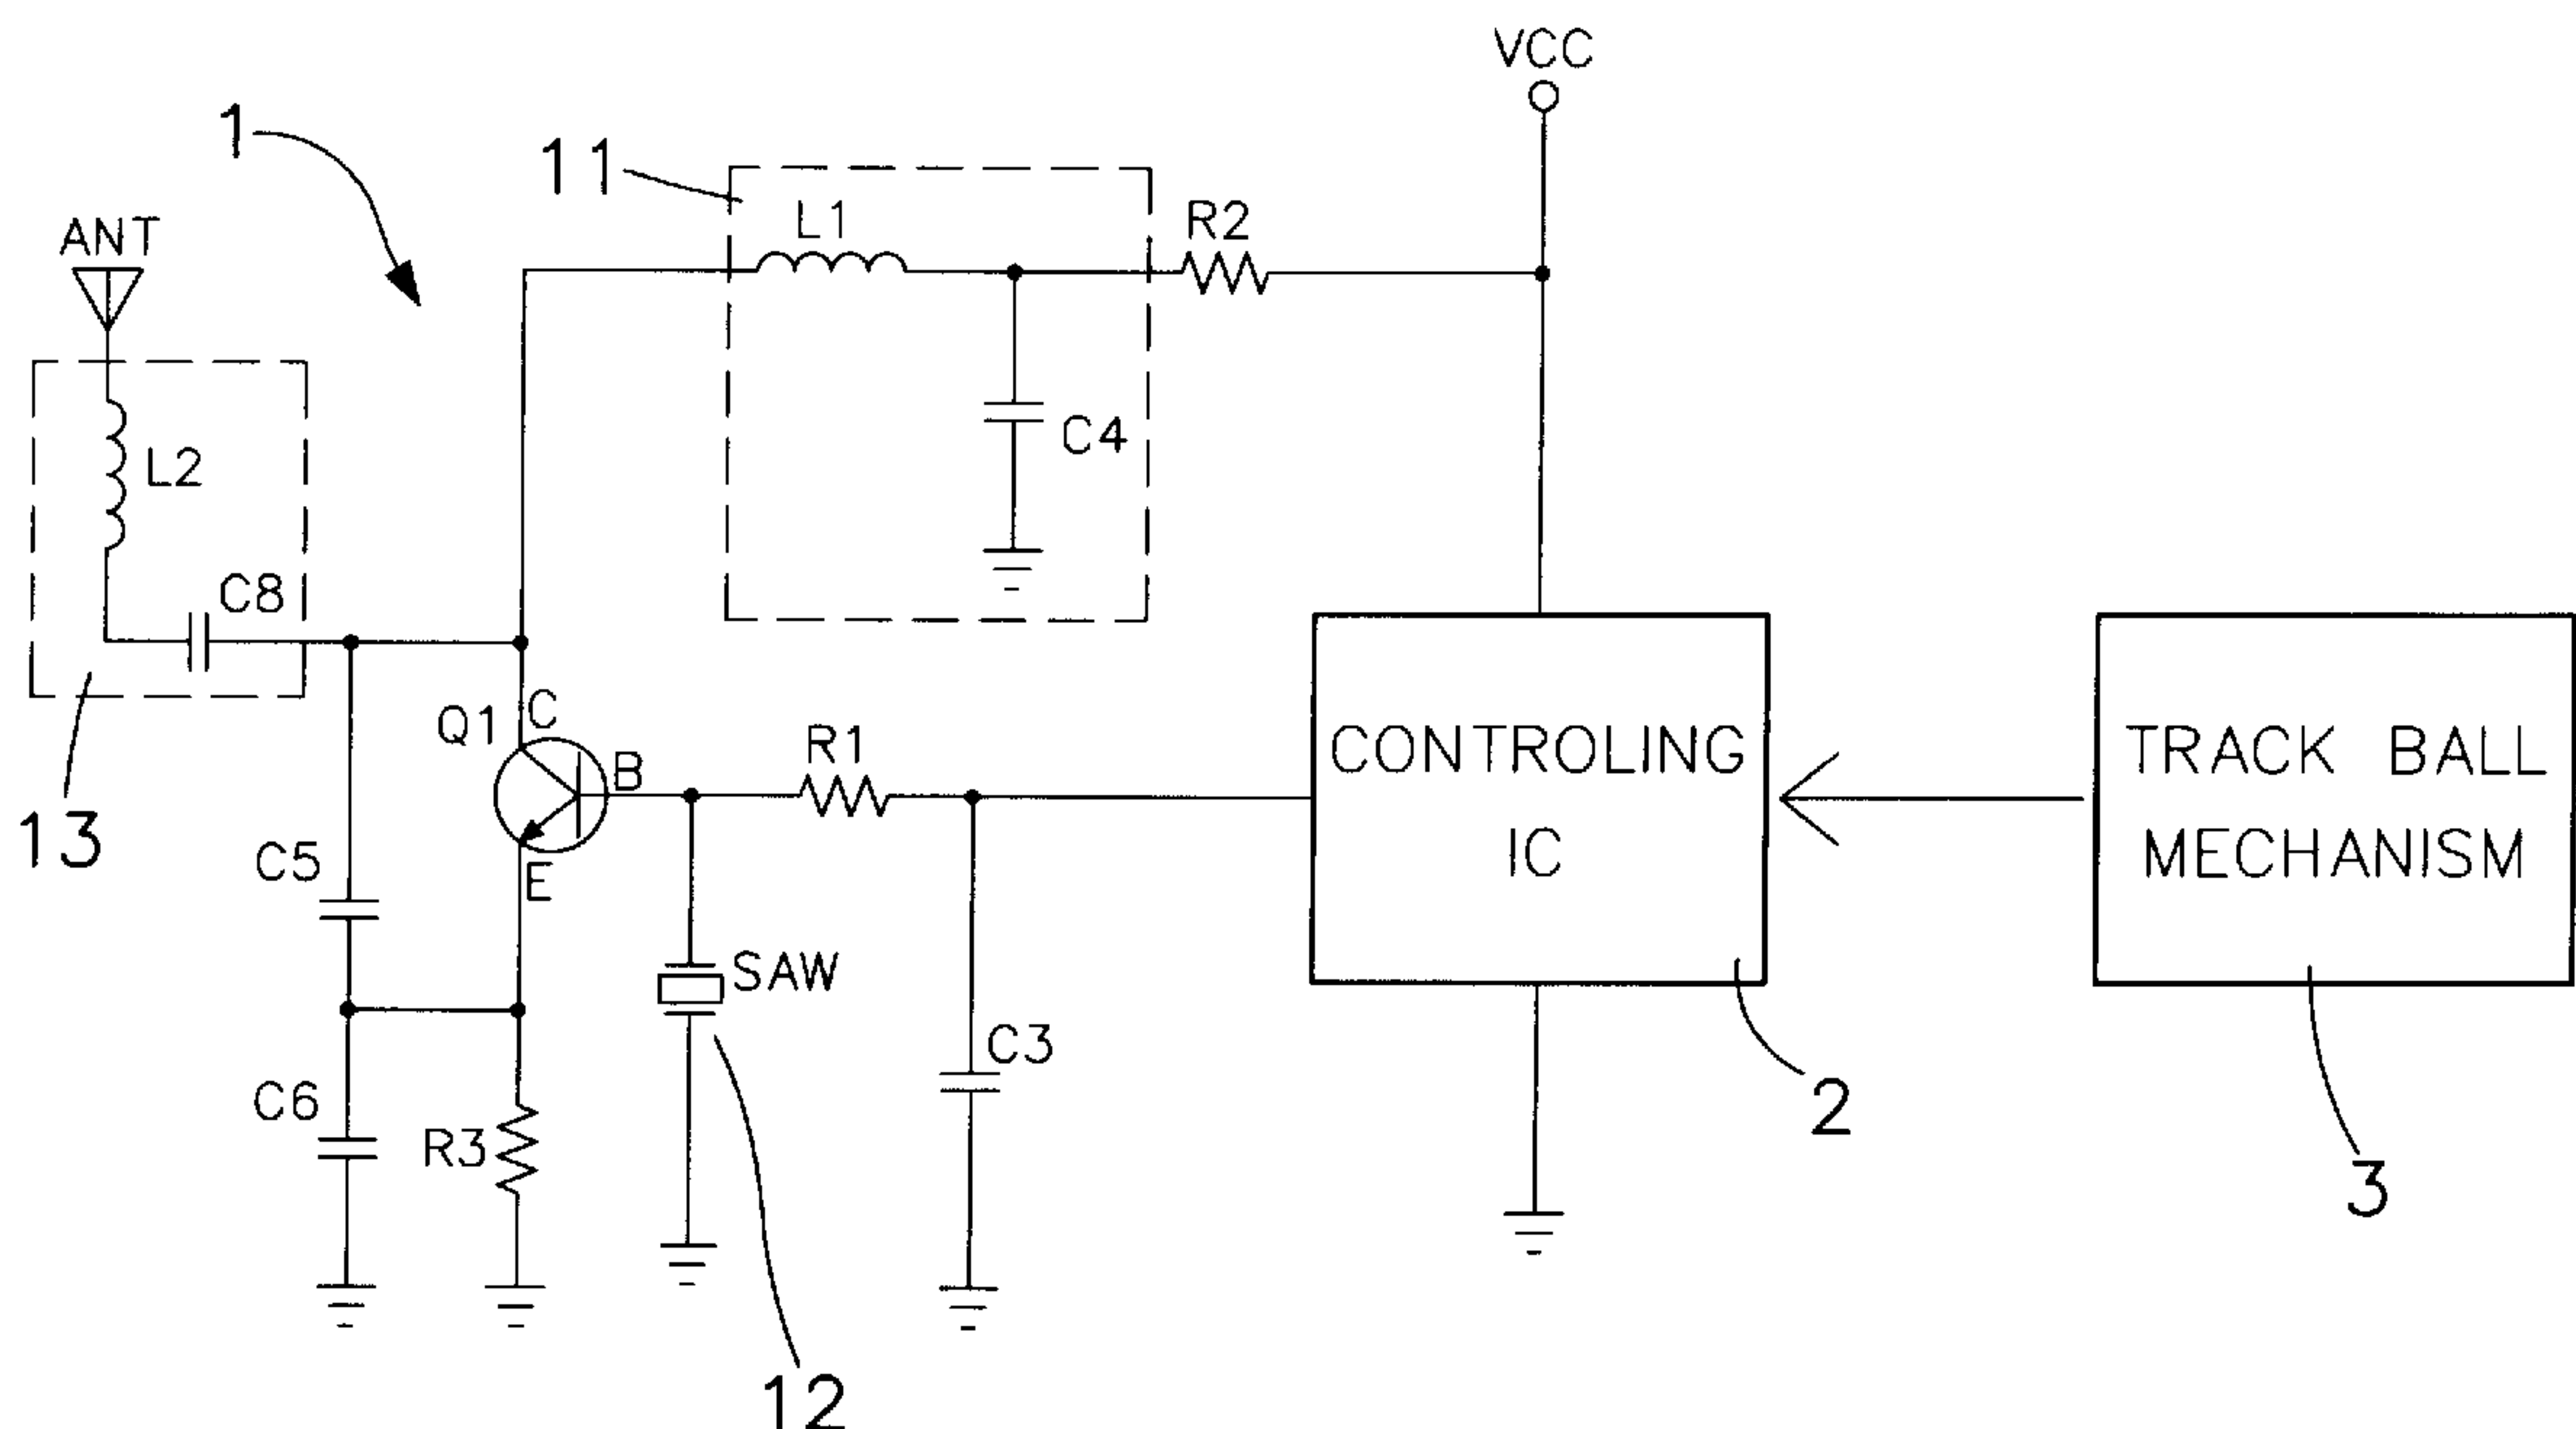 VCC
1
11
L1
R2
ANT
C4
L2
C8
Q1
C
B
R1
CONTROLING
IC
TRACK BALL
MECHANISM
13
C5
E
SAW
C3
2
C6
R3
3
12